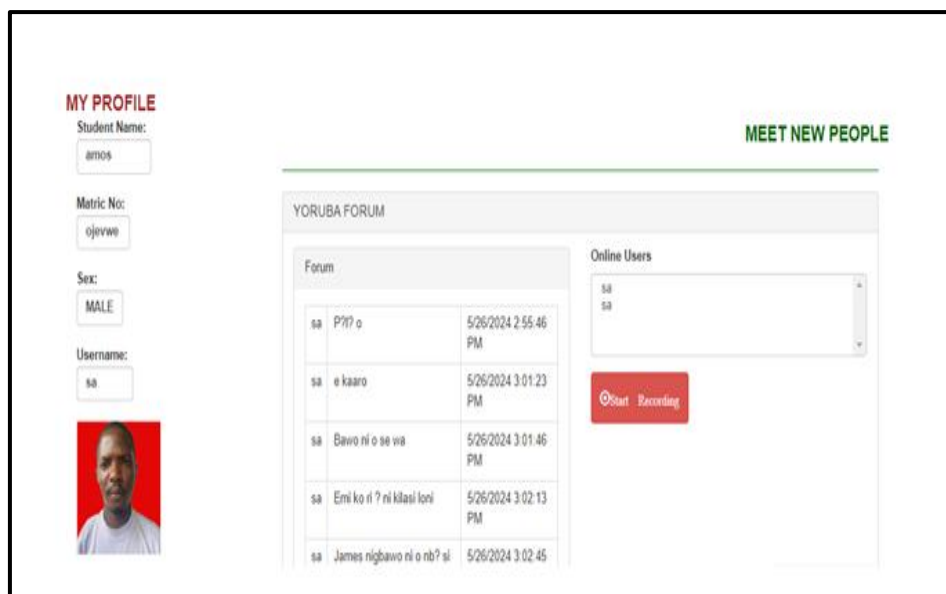 MY PROFILE
Student Name:
amos
Matric No:
ojevwe
Sex:
MALE
Username:
sa
MEET NEW PEOPLE
YORUBA FORUM
Forum
sa P?l? o 5/26/2024 2:55:46
PM
sa e kaaro 5/26/2024 3:01:23
PM
sa Bawo ni o se wa 5/26/2024 3:01:46
PM
sa Emi ko ri ? ni kilasi loni 5/26/2024 3:02:13
PM
sa James nigbawo ni o nb? si 5/26/2024 3:02:45
Online Users
sa
sa
Start Recording